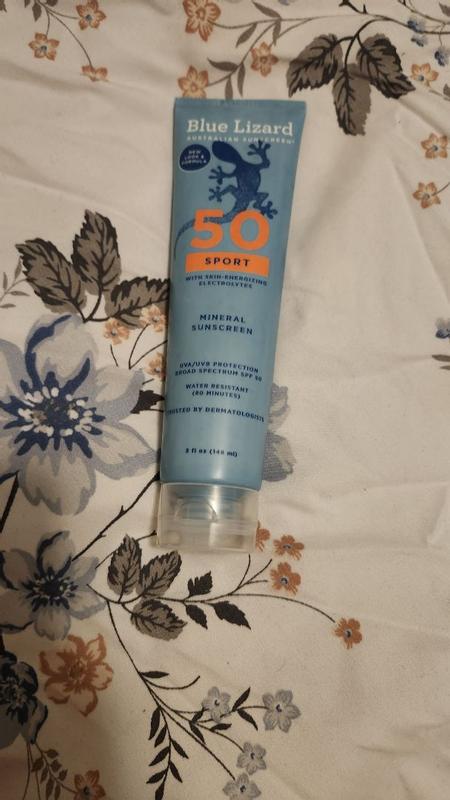 Blue Lizard
AUSTRALIAN SUNSCREEN®
NEW
LOOK &
FORMULA
50
SPORT
WITH SKIN-ENERGIZING
ELECTROLYTES
MINERAL
SUNSCREEN
UVA/UVB PROTECTION
BROAD SPECTRUM SPF 50
WATER RESISTANT
(80 MINUTES)
TRUSTED BY DERMATOLOGISTS
5 fl oz (148 ml)